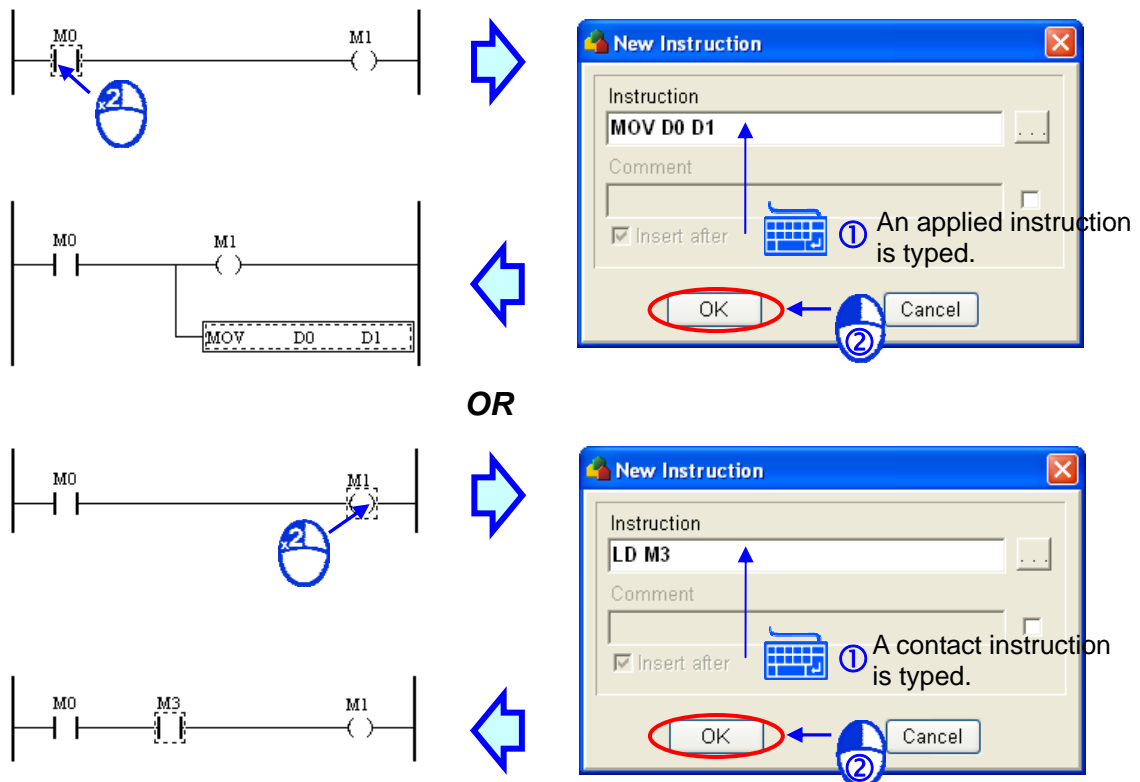 M0 M1
x2
New Instruction
Instruction
MOV D0 D1
...
Comment
Insert after
① An applied instruction
is typed.
OK
Cancel
②
M0 M1
MOV D0 D1
OR
M0 M1
x2
New Instruction
Instruction
LD M3
...
Comment
Insert after
① A contact instruction
is typed.
OK
Cancel
②
M0 M3 M1